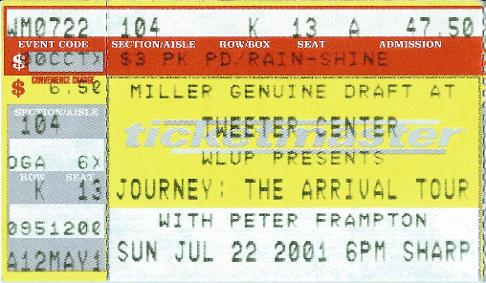 WM0722 104 K 13 A 47.50
EVENT CODE SECTION/AISLE ROW/BOX SEAT ADMISSION
$ 00CCTX $3 PK PD/RAIN-SHINE
$ CONVENIENCE CHARGE
6.50 MILLER GENUINE DRAFT AT
SECTION/AISLE
104 TWEETER CENTER
ticketmaster
OGA 6X WLUP PRESENTS
ROW SEAT
K 13 JOURNEY: THE ARRIVAL TOUR
0951200 WITH PETER FRAMPTON
A12MAY1 SUN JUL 22 2001 6PM SHARP